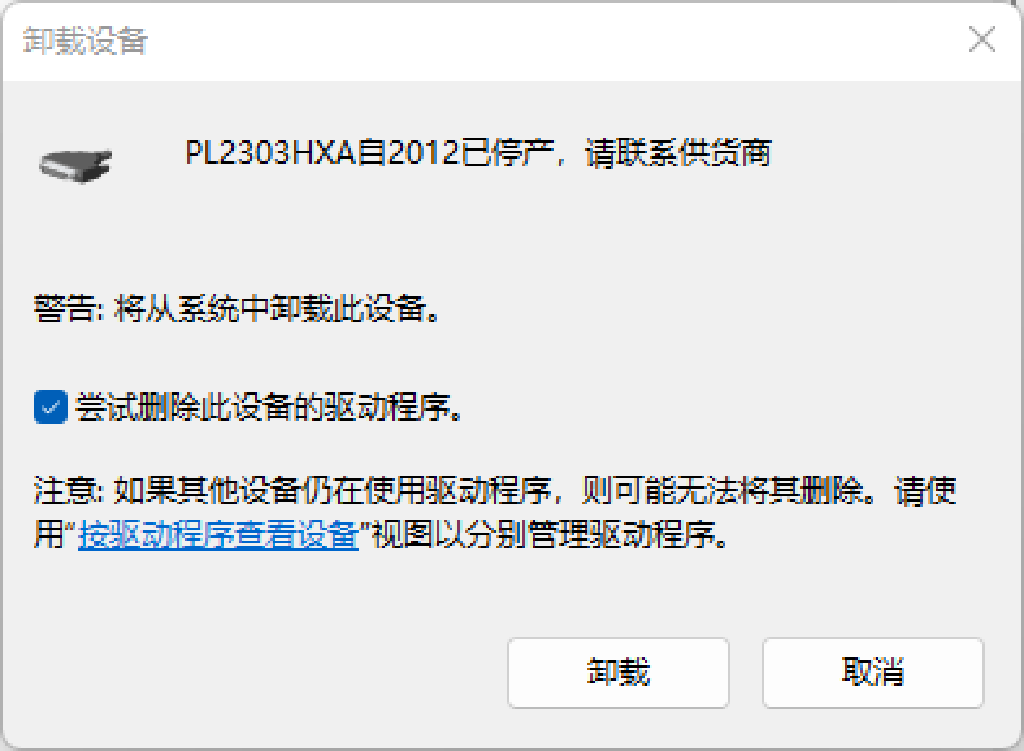 卸载设备
PL2303HXA自2012已停产，请联系供货商
警告: 将从系统中卸载此设备。
尝试删除此设备的驱动程序。
注意: 如果其他设备仍在使用驱动程序，则可能无法将其删除。请使
用“按驱动程序查看设备”视图以分别管理驱动程序。
卸载
取消